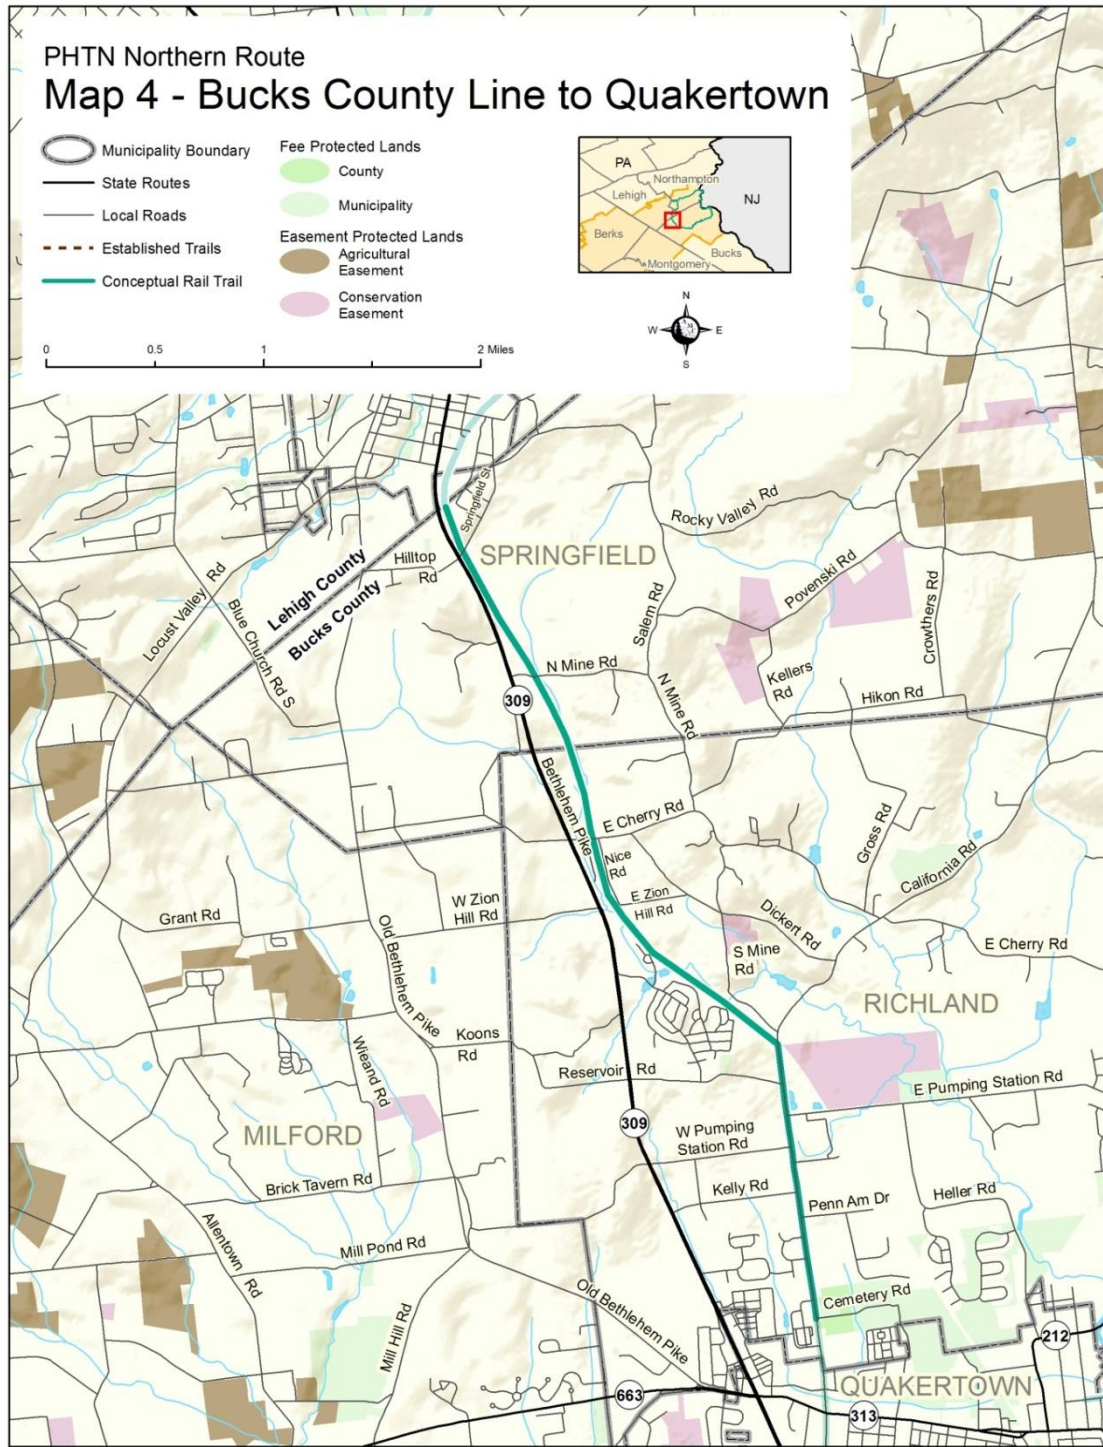 PHTN Northern Route
Map 4 - Bucks County Line to Quakertown
Municipality Boundary
State Routes
Local Roads
Established Trails
Conceptual Rail Trail
Fee Protected Lands
County
Municipality
Easement Protected Lands
Agricultural
Easement
Conservation
Easement
PA
Northampton
Lehigh
NJ
Berks
Bucks
Montgomery
N
W
E
S
0
0.5
1
2 Miles
Springfield St
Rocky Valley Rd
SPRINGFIELD
Hilltop
Rd
Lehigh County
Bucks County
Locust Valley Rd
Blue Church Rd S
Povenski Rd
Salem Rd
Crowthers Rd
N Mine Rd
Kellers
Rd
N Mine Rd
Hikon Rd
309
Bethlehem Pike
E Cherry Rd
Gross Rd
Nice
Rd
California Rd
W Zion
Hill Rd
E Zion
Hill Rd
Grant Rd
Dickert Rd
Old Bethlehem Pike
S Mine
Rd
E Cherry Rd
RICHLAND
Koons
Rd
Wieand Rd
Reservoir Rd
E Pumping Station Rd
309
MILFORD
W Pumping
Station Rd
Brick Tavern Rd
Kelly Rd
Penn Am Dr
Heller Rd
Allentown Rd
Mill Pond Rd
Old Bethlehem Pike
Cemetery Rd
Mill Hill Rd
212
QUAKERTOWN
663
313